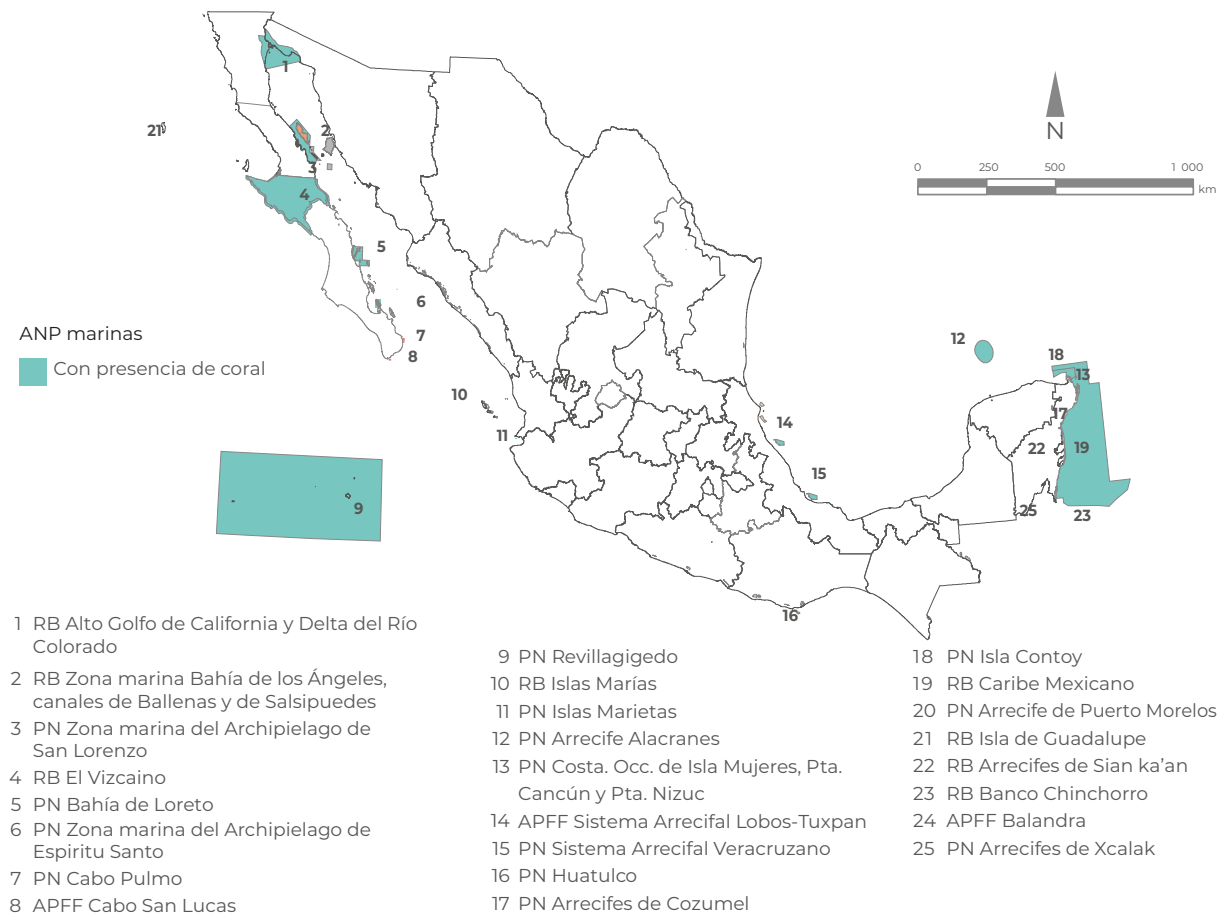 1
21
2
3
4
5
6
7
8
9
10
11
12
13
14
15
16
17
18
19
22
23
25
N
0 250 500 1 000
km
ANP marinas
Con presencia de coral
1 RB Alto Golfo de California y Delta del Río
Colorado
2 RB Zona marina Bahía de los Ángeles,
canales de Ballenas y de Salsipuedes
3 PN Zona marina del Archipielago de
San Lorenzo
4 RB El Vizcaino
5 PN Bahía de Loreto
6 PN Zona marina del Archipielago de
Espiritu Santo
7 PN Cabo Pulmo
8 APFF Cabo San Lucas
9 PN Revillagigedo
10 RB Islas Marías
11 PN Islas Marietas
12 PN Arrecife Alacranes
13 PN Costa. Occ. de Isla Mujeres, Pta.
Cancún y Pta. Nizuc
14 APFF Sistema Arrecifal Lobos-Tuxpan
15 PN Sistema Arrecifal Veracruzano
16 PN Huatulco
17 PN Arrecifes de Cozumel
18 PN Isla Contoy
19 RB Caribe Mexicano
20 PN Arrecife de Puerto Morelos
21 RB Isla de Guadalupe
22 RB Arrecifes de Sian ka’an
23 RB Banco Chinchorro
24 APFF Balandra
25 PN Arrecifes de Xcalak